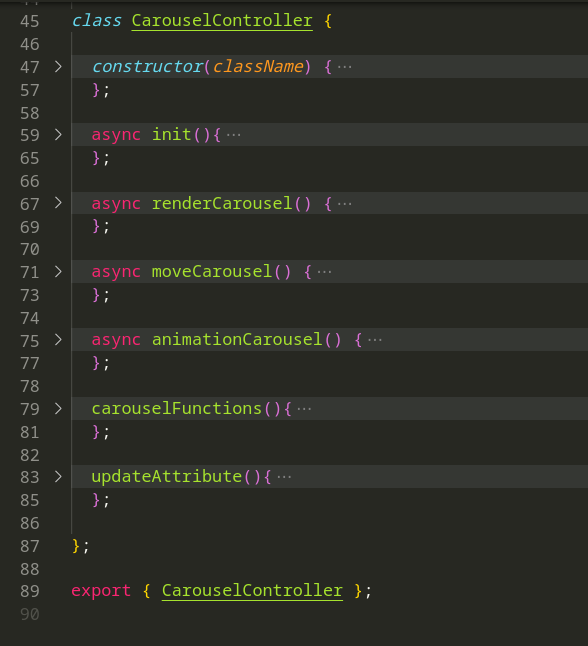 45 class CarouselController {
46
47 > constructor(className) { ···
57 };
58
59 > async init(){ ···
65 };
66
67 > async renderCarousel() { ···
69 };
70
71 > async moveCarousel() { ···
73 };
74
75 > async animationCarousel() { ···
77 };
78
79 > carouselFunctions(){ ···
81 };
82
83 > updateAttribute(){ ···
85 };
86
87 };
88
89 export { CarouselController };
90